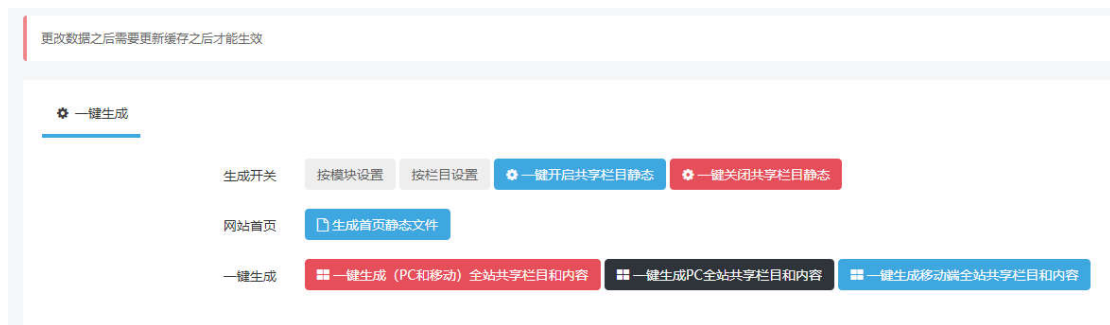 更改数据之后需要更新缓存之后才能生效
一键生成
生成开关 按模块设置 按栏目设置 一键开启共享栏目静态 一键关闭共享栏目静态
网站首页 生成首页静态文件
一键生成 一键生成（PC和移动）全站共享栏目和内容 一键生成PC全站共享栏目和内容 一键生成移动端全站共享栏目和内容